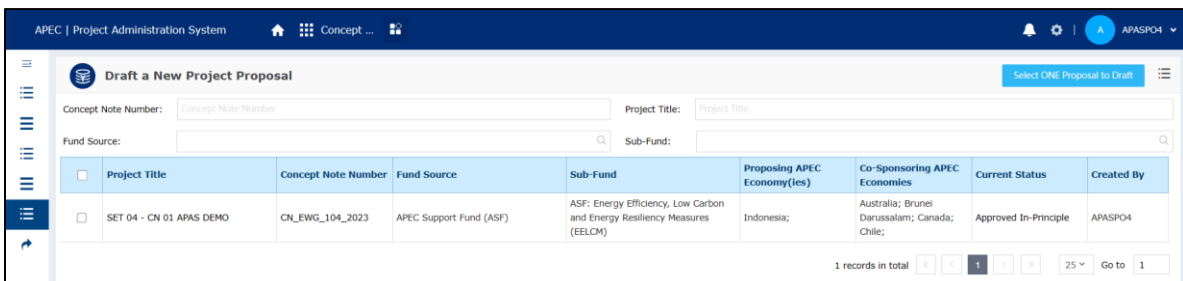 APEC | Project Administration System
Concept ...
A
APASPO4
Draft a New Project Proposal
Select ONE Proposal to Draft
Concept Note Number:
Concept Note Number
Project Title:
Project Title
Fund Source:
Sub-Fund:
Project Title
Concept Note Number
Fund Source
Sub-Fund
Proposing APEC
Economy(ies)
Co-Sponsoring APEC
Economies
Current Status
Created By
SET 04 - CN 01 APAS DEMO
CN_EWG_104_2023
APEC Support Fund (ASF)
ASF: Energy Efficiency, Low Carbon
and Energy Resiliency Measures
(EELCM)
Indonesia;
Australia; Brunei
Darussalam; Canada;
Chile;
Approved In-Principle
APASPO4
1 records in total
1
25
Go to
1